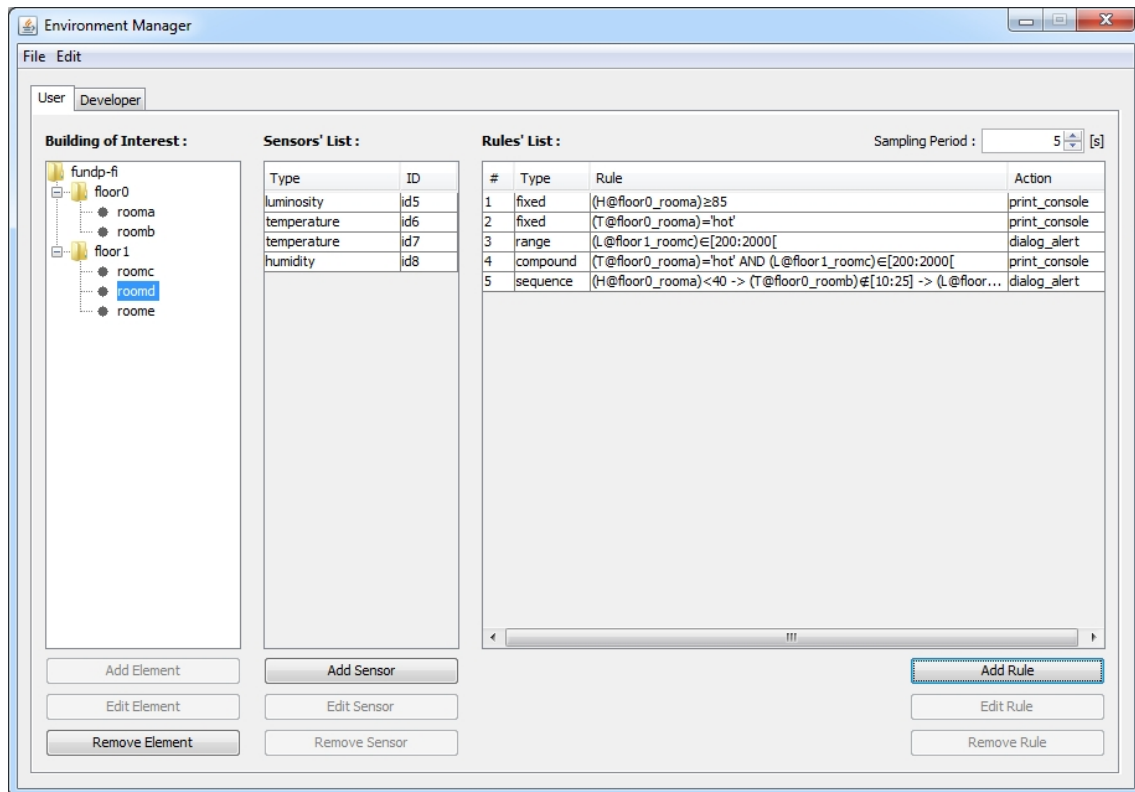 Environment Manager
File Edit
User Developer
Building of Interest :
fundp-fi
floor0
rooma
roomb
floor1
roomc
roomd
roome
Add Element
Edit Element
Remove Element
Sensors' List :
Type ID
luminosity id5
temperature id6
temperature id7
humidity id8
Add Sensor
Edit Sensor
Remove Sensor
Rules' List :
Sampling Period : 5 [s]
# Type Rule Action
1 fixed (H@floor0_rooma)≥85 print_console
2 fixed (T@floor0_rooma)='hot' print_console
3 range (L@floor1_roomc)∈[200:2000[ dialog_alert
4 compound (T@floor0_rooma)='hot' AND (L@floor1_roomc)∈[200:2000[ print_console
5 sequence (H@floor0_rooma)<40 -> (T@floor0_roomb)∉[10:25] -> (L@floor... dialog_alert
Add Rule
Edit Rule
Remove Rule